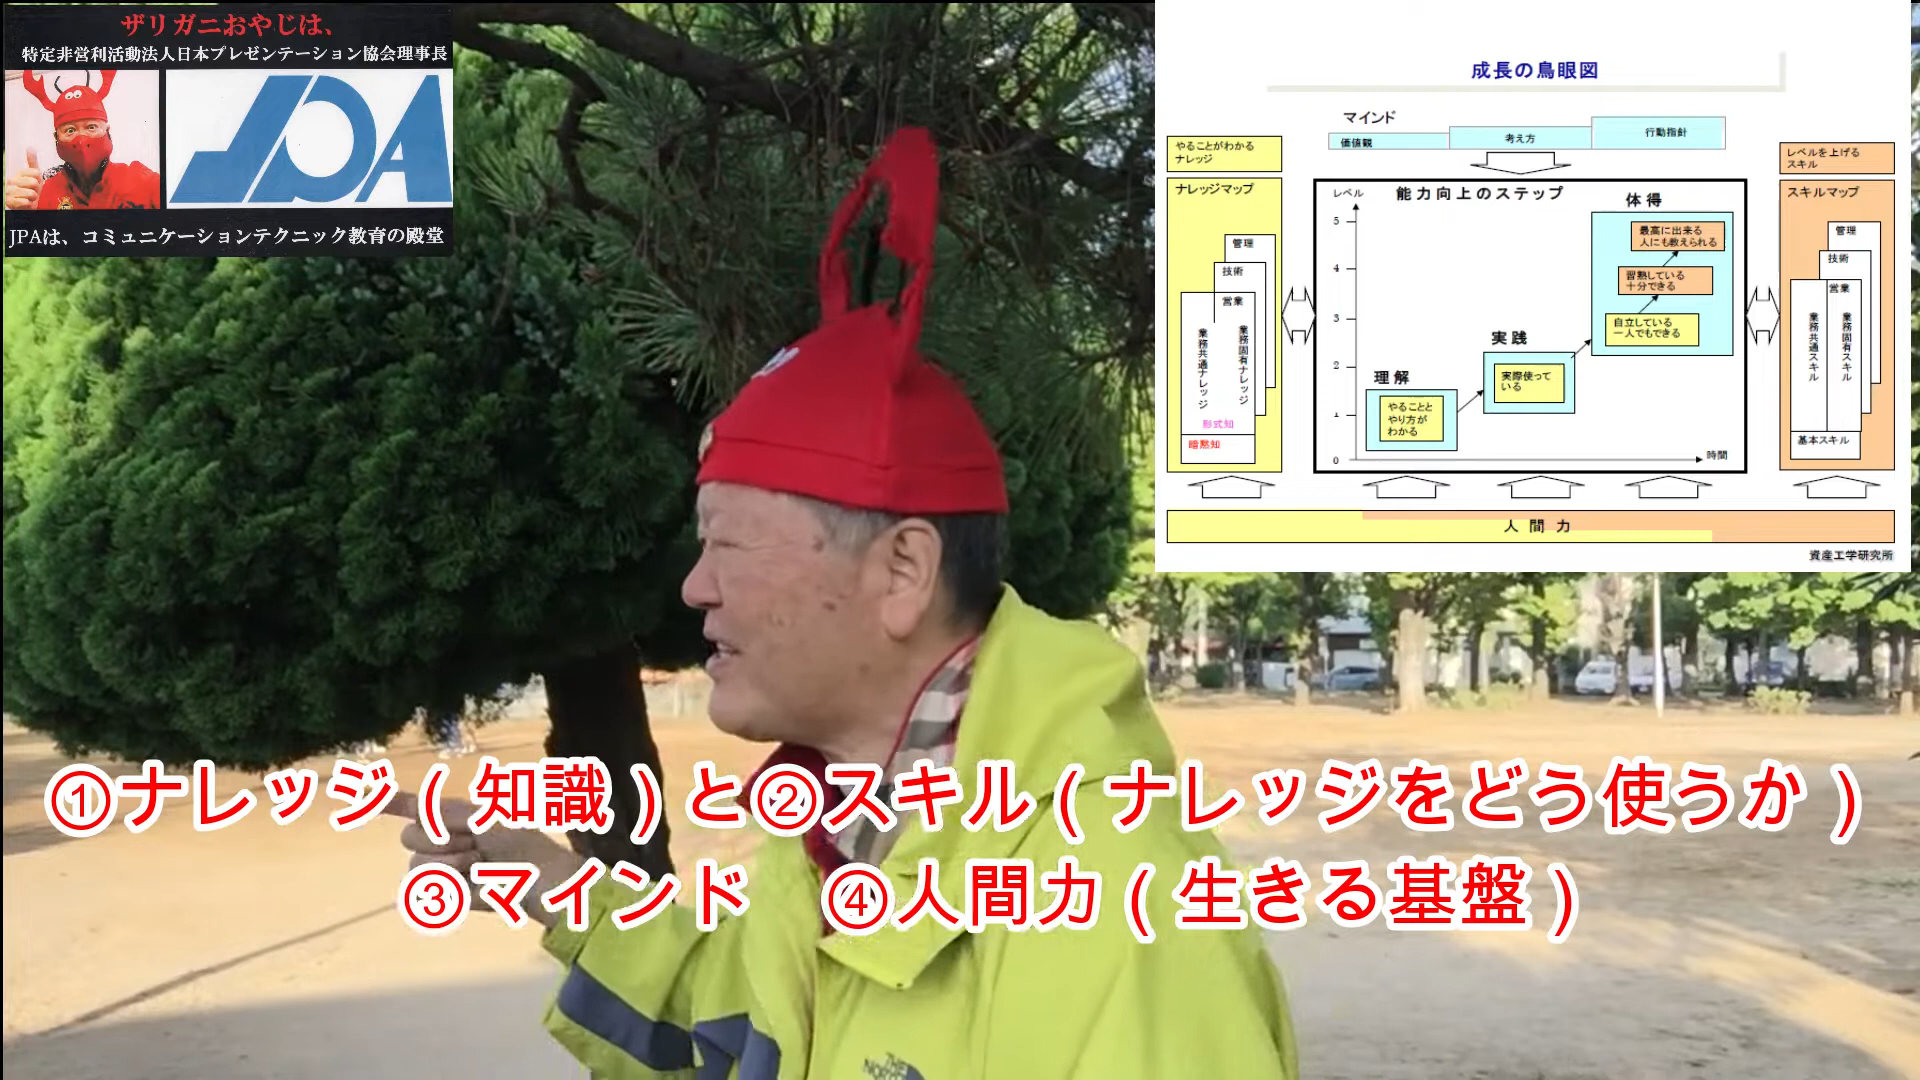 ザリガニおやじは、
特定非営利活動法人日本プレゼンテーション協会理事長
JPA
JPAは、コミュニケーションテクニック教育の殿堂
成長の鳥眼図
マインド
価値観
考え方
行動指針
やることがわかる
ナレッジ
ナレッジマップ
管理
技術
営業
業務共通ナレッジ
業務固有ナレッジ
形式知
暗黙知
レベル
能力向上のステップ
体得
5
4
3
2
1
0
最高に出来る
人にも教えられる
習熟している
十分できる
自立している
一人でもできる
実践
実際使って
いる
理解
やることと
やり方が
わかる
時間
レベルを上げる
スキル
スキルマップ
管理
技術
営業
業務共通スキル
業務固有スキル
基本スキル
人間力
資産工学研究所
①ナレッジ(知識)と②スキル(ナレッジをどう使うか)
③マインド ④人間力(生きる基盤)
THE
NORTH